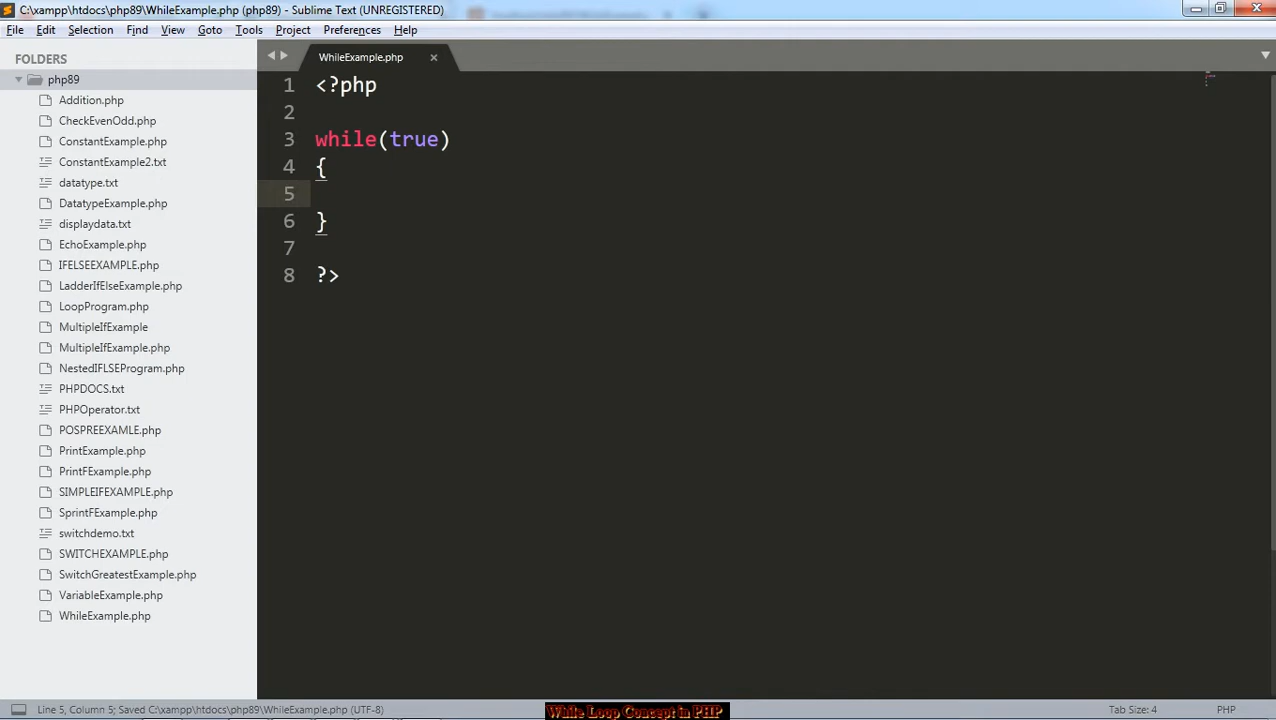 C:\xampp\htdocs\php89\WhileExample.php (php89) - Sublime Text (UNREGISTERED)
File Edit Selection Find View Goto Tools Project Preferences Help
FOLDERS
php89
Addition.php
CheckEvenOdd.php
ConstantExample.php
ConstantExample2.txt
datatype.txt
DatatypeExample.php
displaydata.txt
EchoExample.php
IFELSEEXAMPLE.php
LadderIfElseExample.php
LoopProgram.php
MultipleIfExample
MultipleIfExample.php
NestedIFLSEProgram.php
PHPDOCS.txt
PHPOperator.txt
POSPREEXAMLE.php
PrintExample.php
PrintFExample.php
SIMPLEIFEXAMPLE.php
SprintFExample.php
switchdemo.txt
SWITCHEXAMPLE.php
SwitchGreatestExample.php
VariableExample.php
WhileExample.php
WhileExample.php
1 <?php
2
3 while(true)
4 {
5
6 }
7
8 ?>
Line 5, Column 5; Saved C:\xampp\htdocs\php89\WhileExample.php (UTF-8)
While Loop Concept in PHP
Tab Size: 4
PHP